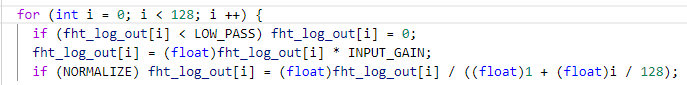 for (int i = 0; i < 128; i ++) {
if (fht_log_out[i] < LOW_PASS) fht_log_out[i] = 0;
fht_log_out[i] = (float)fht_log_out[i] * INPUT_GAIN;
if (NORMALIZE) fht_log_out[i] = (float)fht_log_out[i] / ((float)1 + (float)i / 128);